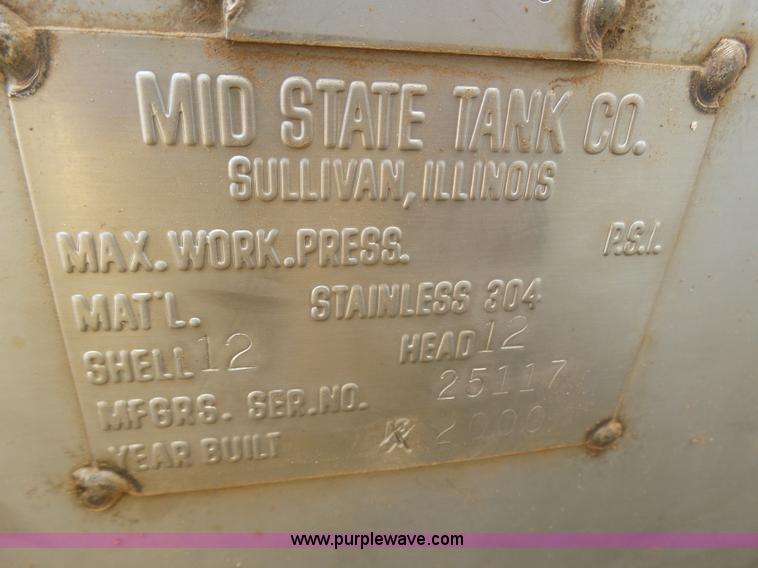 MID STATE TANK CO.
SULLIVAN, ILLINOIS
MAX. WORK. PRESS. P.S.I.
MAT'L. STAINLESS 304
SHELL 12 HEAD 12
MFGRS. SER. NO. 25117
YEAR BUILT 2000
www.purplewave.com